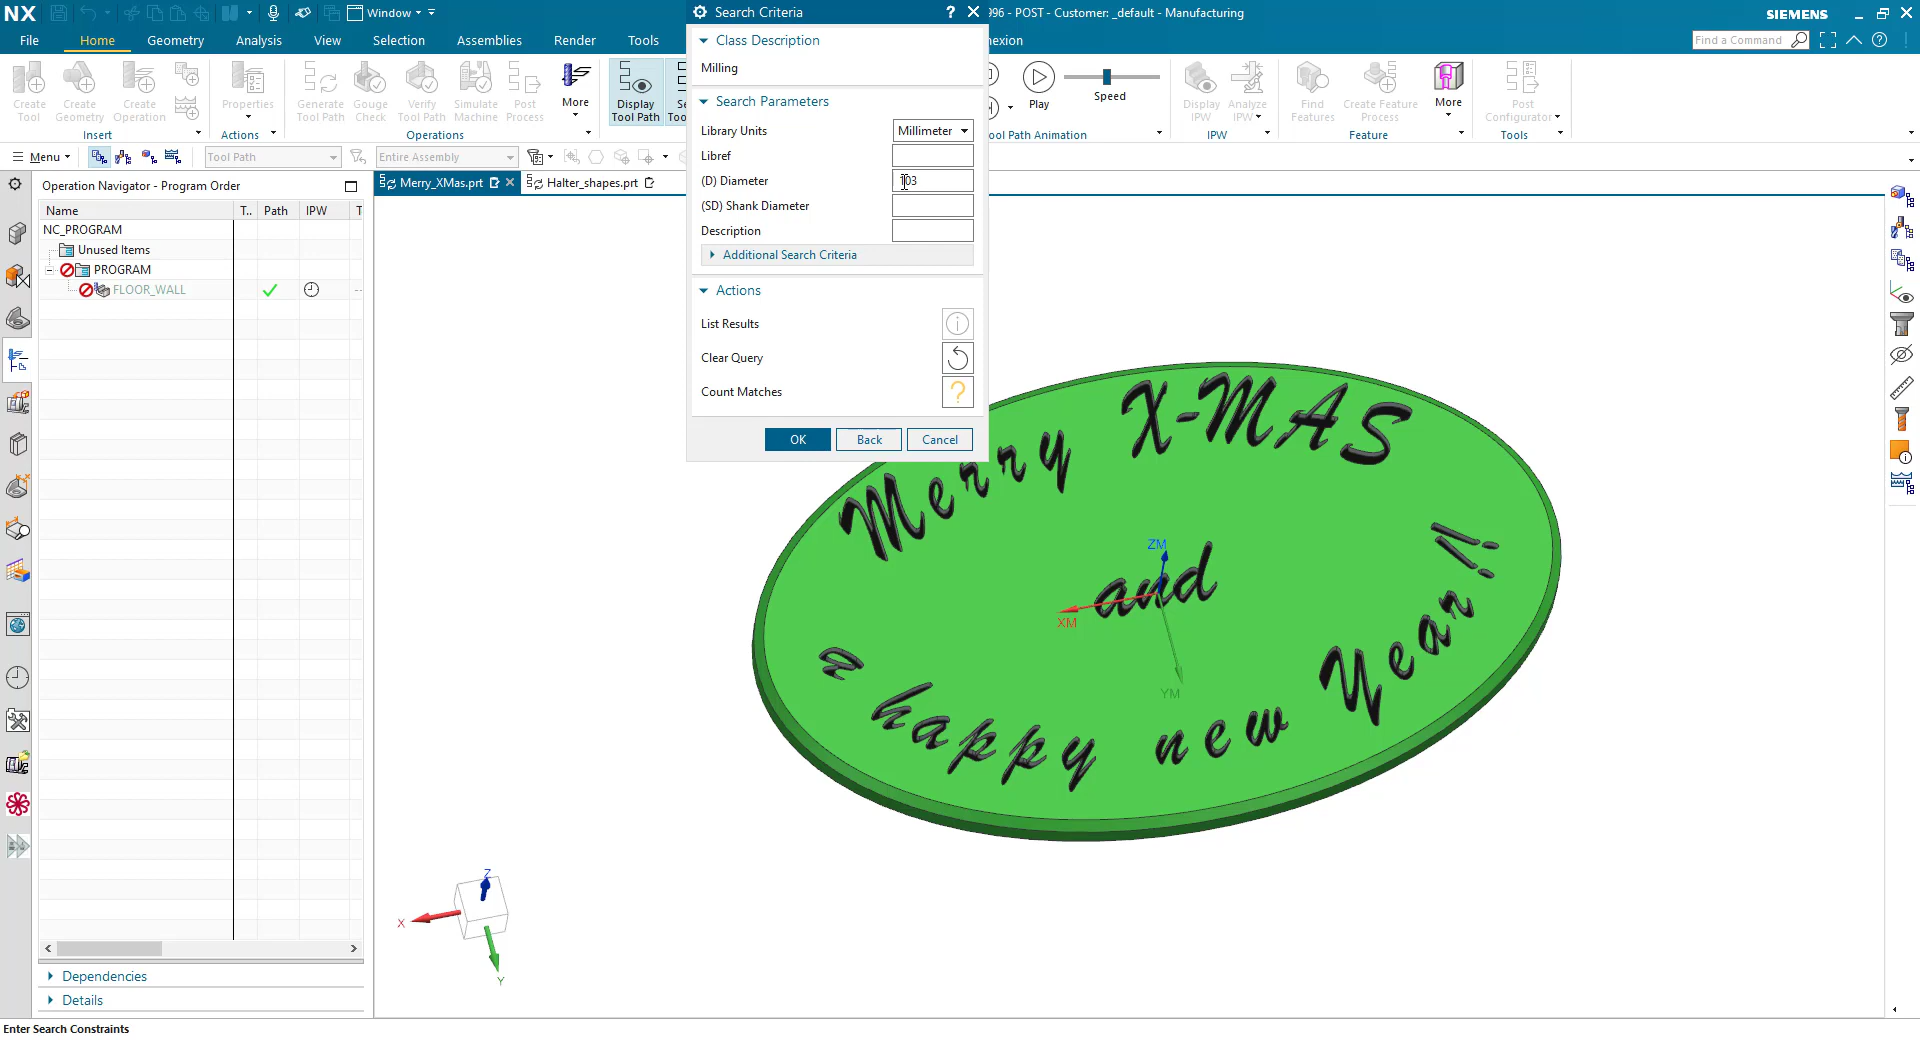 NX
Window
Search Criteria
?
996 - POST - Customer: _default - Manufacturing
SIEMENS
File
Home
Geometry
Analysis
View
Selection
Assemblies
Render
Tools
nexion
Find a Command
Create Tool
Create Geometry
Create Operation
Properties
Generate Tool Path
Gouge Check
Verify Tool Path
Simulate Machine
Post Process
More
Display Tool Path
Play
Speed
Display IPW
Analyze IPW
Find Features
Create Feature Process
More
Post Configurator
Insert
Actions
Operations
ool Path Animation
IPW
Feature
Tools
Menu
Tool Path
Entire Assembly
Class Description
Milling
Search Parameters
Library Units
Millimeter
Libref
(D) Diameter
(SD) Shank Diameter
Description
Additional Search Criteria
Actions
List Results
Clear Query
Count Matches
OK
Back
Cancel
Operation Navigator - Program Order
Name
T..
Path
IPW
T
NC_PROGRAM
Unused Items
PROGRAM
FLOOR_WALL
Dependencies
Details
Merry_XMas.prt
Halter_shapes.prt
Merry X-MAS
and
a happy new Year!!
ZM
XM
YM
Z
X
Y
Enter Search Constraints